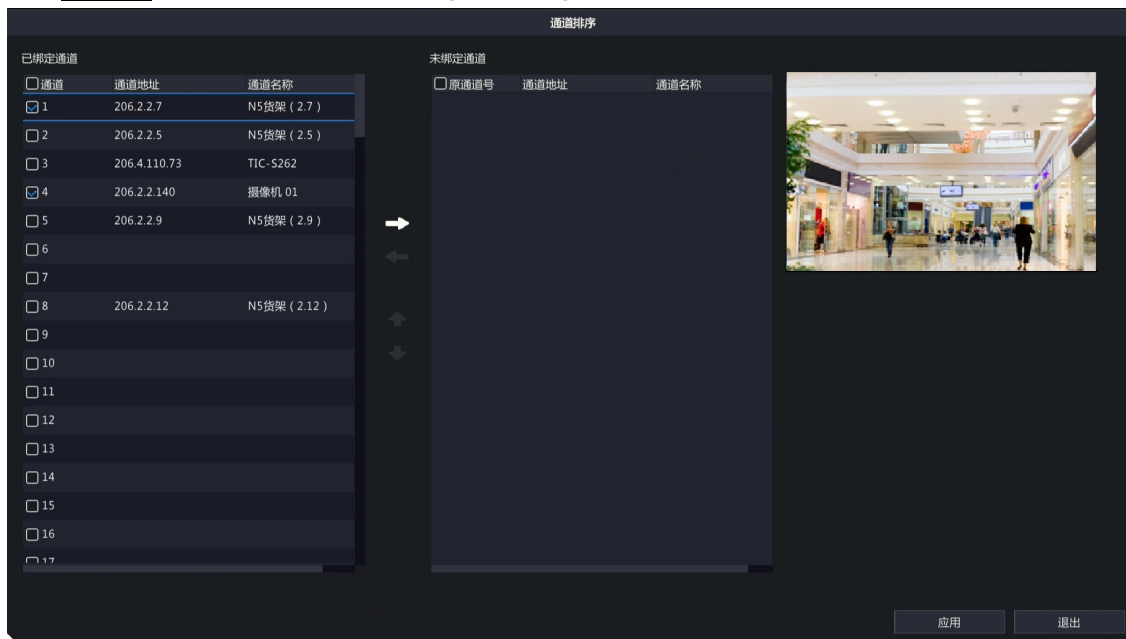 通道排序
已绑定通道
未绑定通道
通道 通道地址 通道名称
原通道号 通道地址 通道名称
1 206.2.2.7 N5货架（2.7）
2 206.2.2.5 N5货架（2.5）
3 206.4.110.73 TIC-S262
4 206.2.2.140 摄像机 01
5 206.2.2.9 N5货架（2.9）
6
7
8 206.2.2.12 N5货架（2.12）
9
10
11
12
13
14
15
16
17
应用 退出